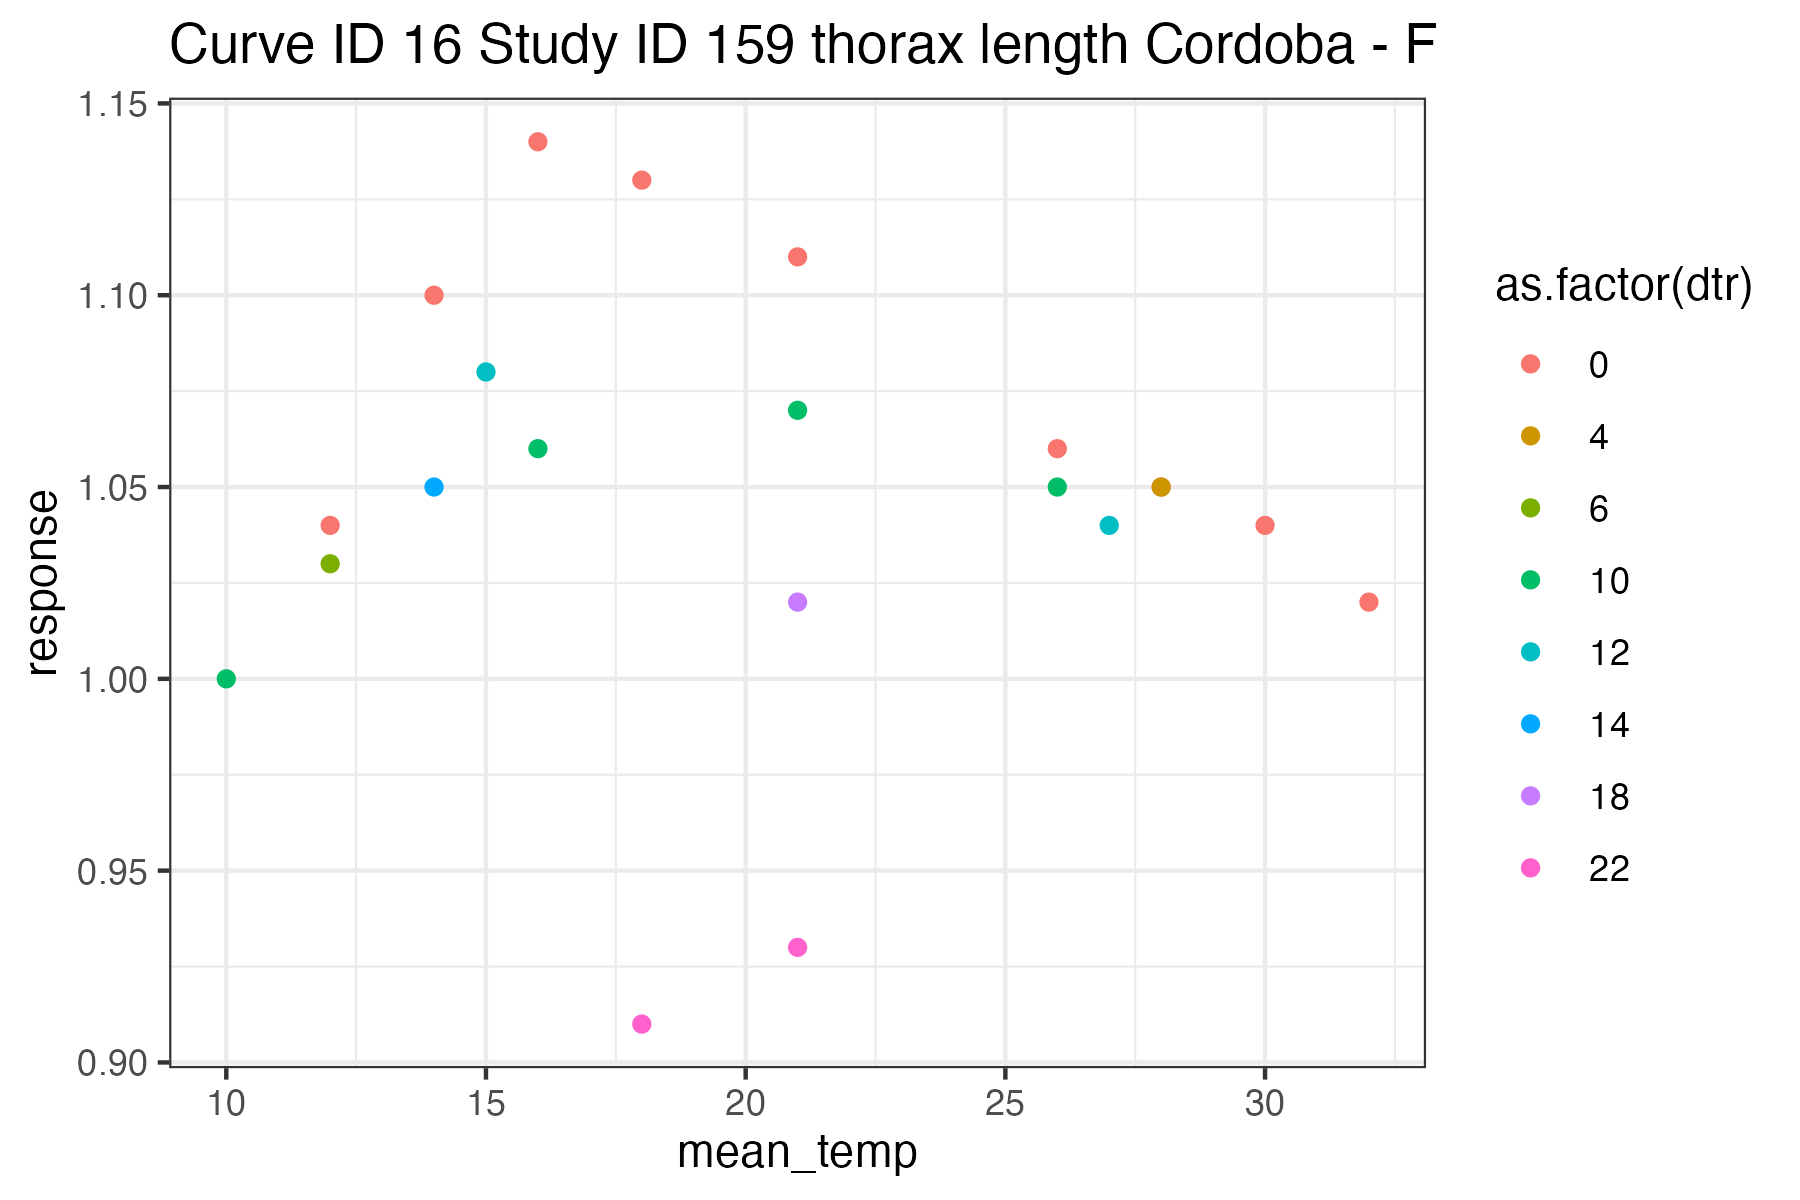 Curve ID 16 Study ID 159 thorax length Cordoba - F
1.15
1.10
1.05
1.00
0.95
0.90
response
10 15 20 25 30
mean_temp
as.factor(dtr)
0
4
6
10
12
14
18
22